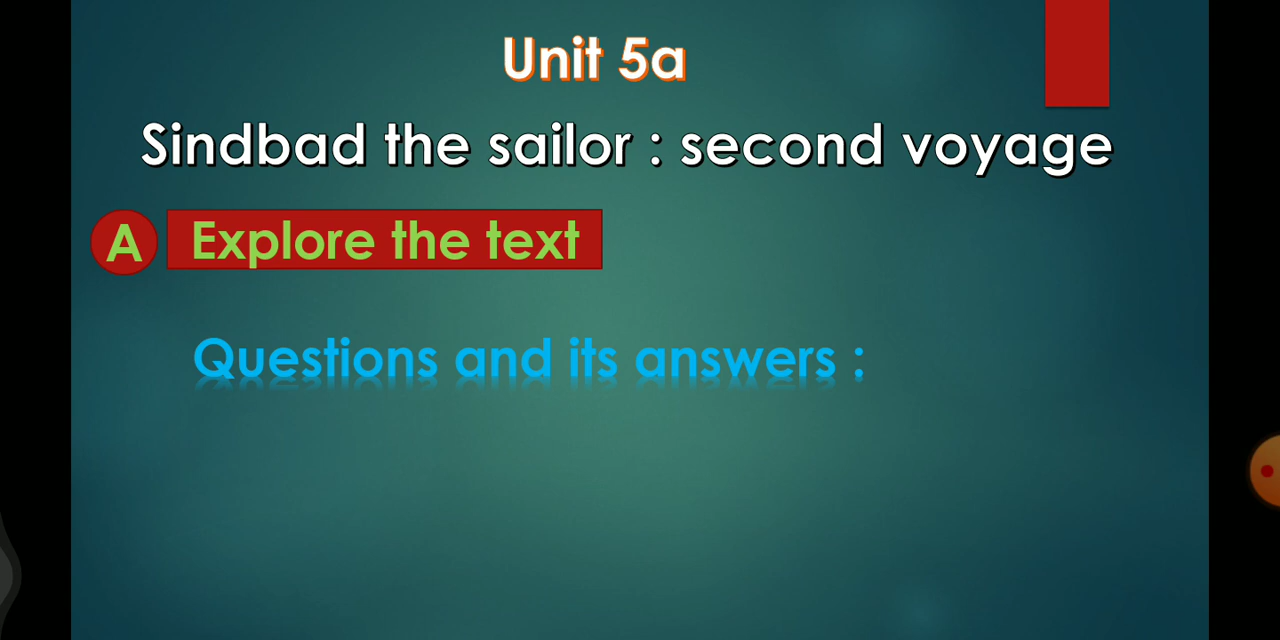 Unit 5a
Sindbad the sailor : second voyage
A Explore the text
Questions and its answers :